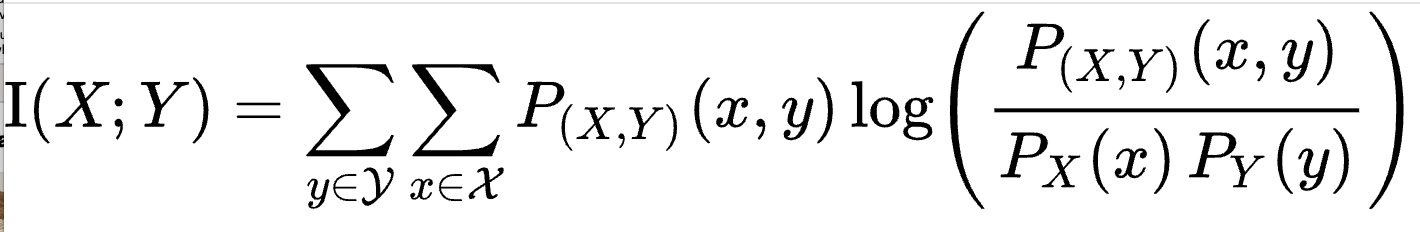 I(X; Y) = ∑_{y∈𝒴} ∑_{x∈𝒳} P_{(X,Y)}(x, y) log( P_{(X,Y)}(x, y) / (P_X(x) P_Y(y)) )